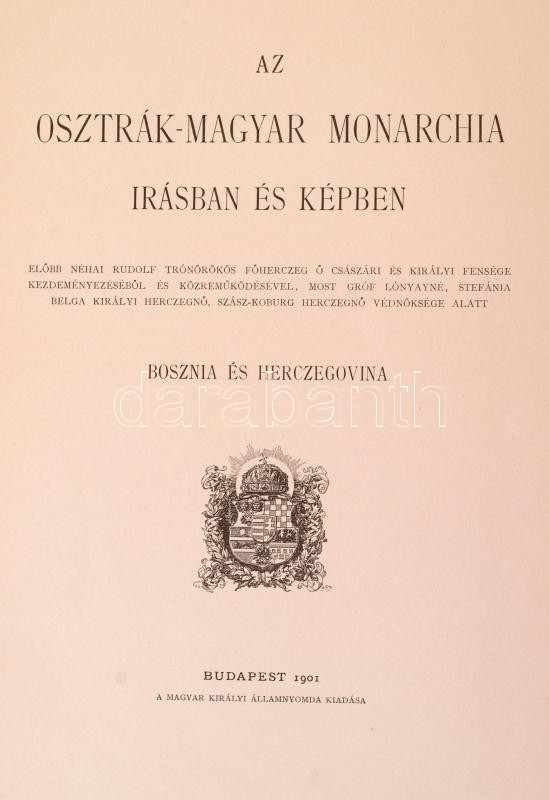 AZ
OSZTRÁK-MAGYAR MONARCHIA
IRÁSBAN ÉS KÉPBEN
ELŐBB NÉHAI RUDOLF TRÓNÖRÖKÖS FŐHERCZEG Ő CSÁSZÁRI ÉS KIRÁLYI FENSÉGE
KEZDEMÉNYEZÉSÉBŐL ÉS KÖZREMŰKÖDÉSÉVEL, MOST GRÓF LÓNYAYNÉ, STEFÁNIA
BELGA KIRÁLYI HERCZEGNŐ, SZÁSZ-KOBURG HERCZEGNŐ VÉDNÖKSÉGE ALATT
BOSZNIA ÉS HERCZEGOVINA
darabanth
BUDAPEST 1901
A MAGYAR KIRÁLYI ÁLLAMNYOMDA KIADÁSA